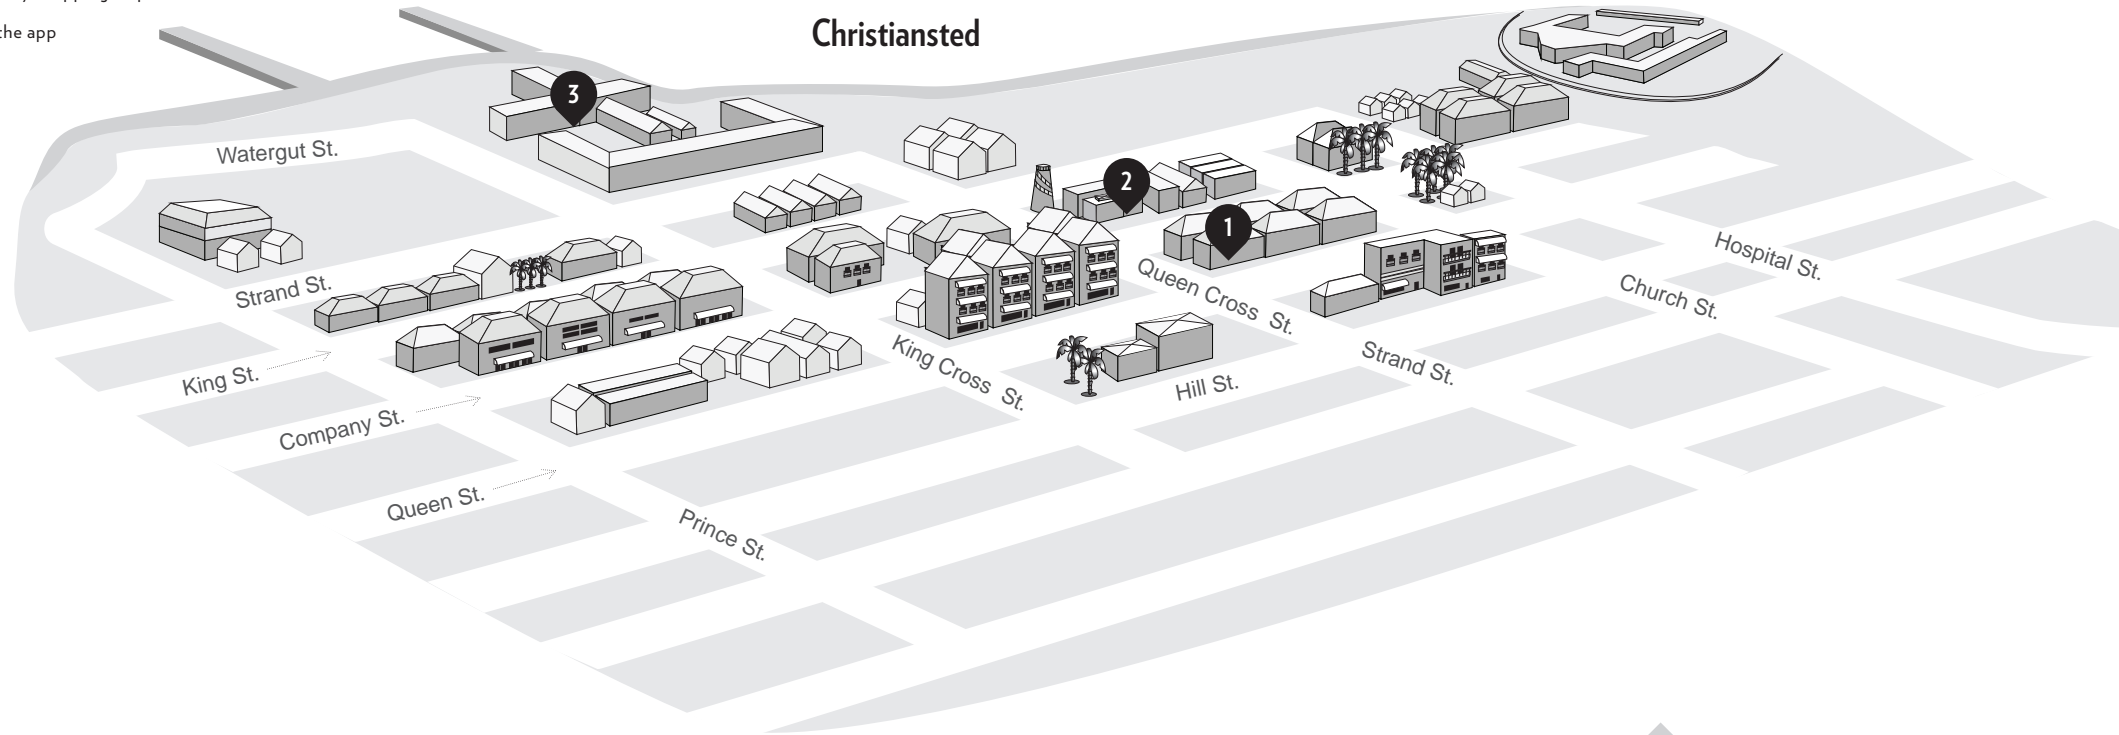 the app
Christiansted
3
2
1
Watergut St.
Strand St.
King St.
Company St.
Queen St.
Prince St.
King Cross St.
Queen Cross St.
Hill St.
Strand St.
Church St.
Hospital St.